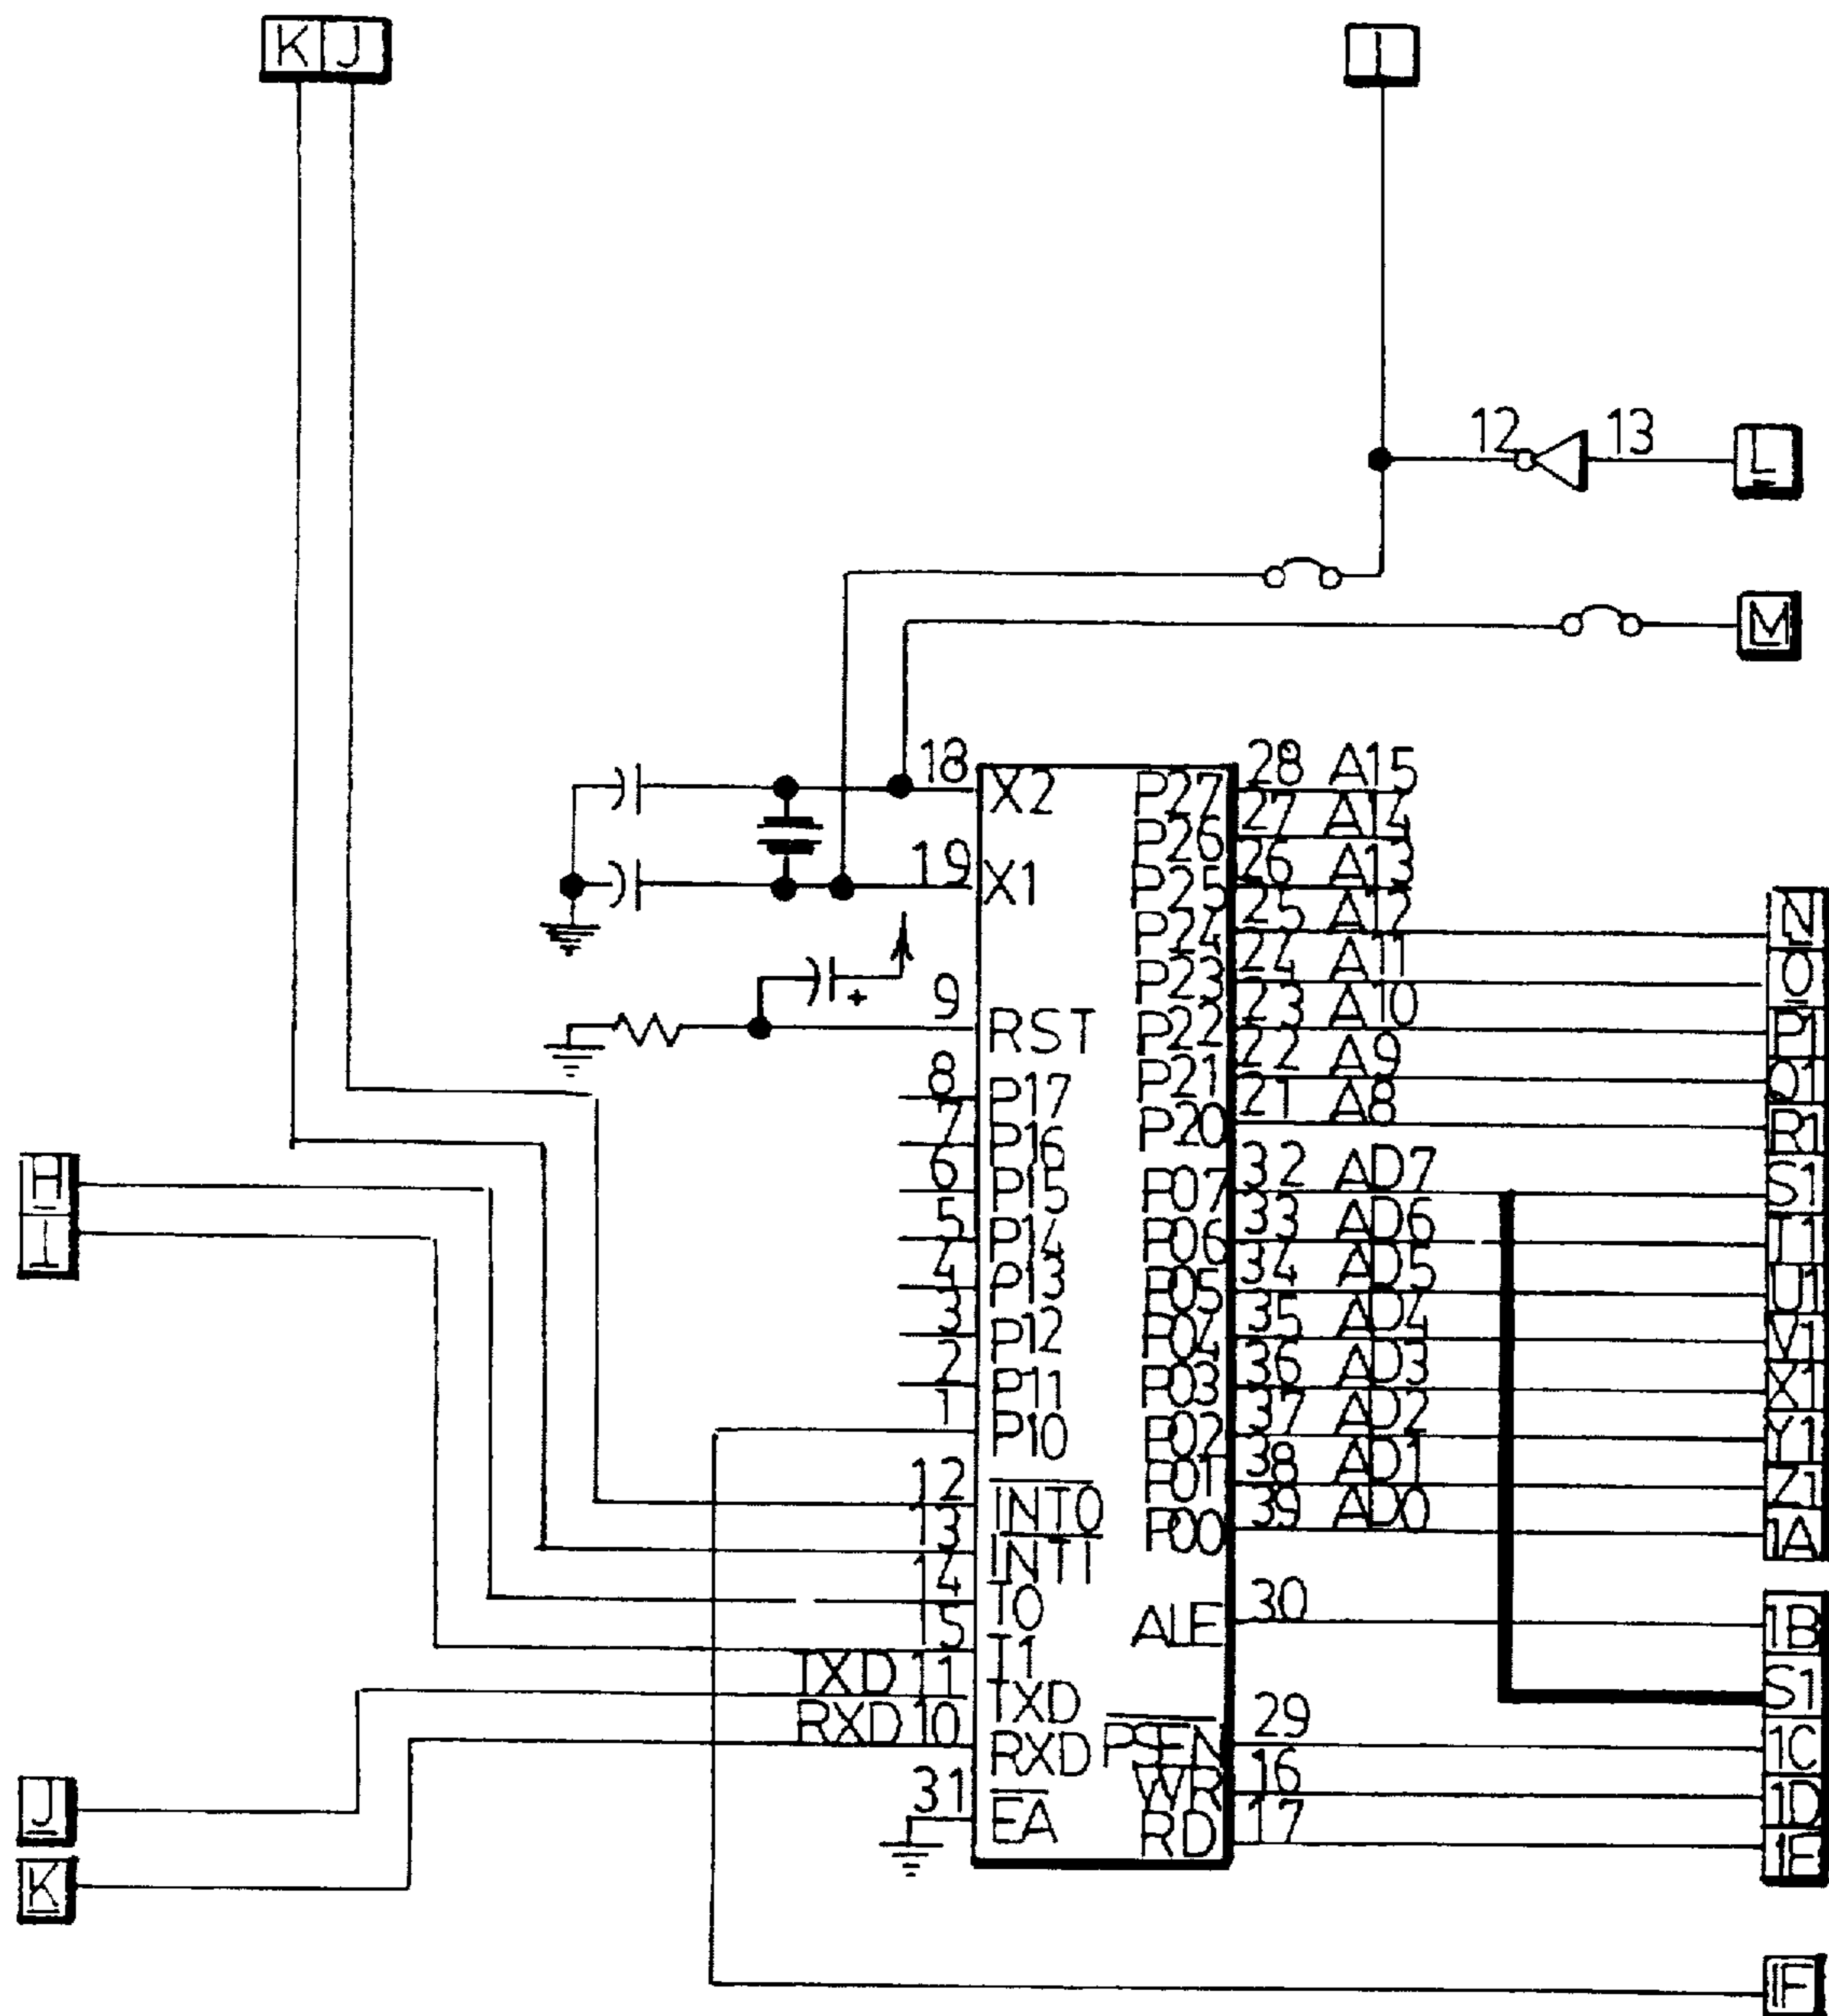 K J
I
12 13 L
M
18 X2 P27 28 A15
P26 27 A14
19 X1 P25 26 A13
P24 25 A12 N
P23 24 A11 O
9 RST P22 23 A10 P1
P21 22 A9 Q1
8 P17 P20 21 A8 R1
7 P16
H 6 P15 P07 32 AD7 S1
I 5 P14 P06 33 AD6 T1
4 P13 P05 34 AD5 U1
3 P12 P04 35 AD4 V1
2 P11 P03 36 AD3 X1
1 P10 P02 37 AD2 Y1
P01 38 AD1 Z1
12 INT0 P00 39 AD0 1A
13 INT1
14 T0 ALE 30 1B
15 T1
TXD 11 TXD S1
RXD 10 RXD PSEN 29 1C
J 31 EA WR 16 1D
RD 17 1E
K
1F